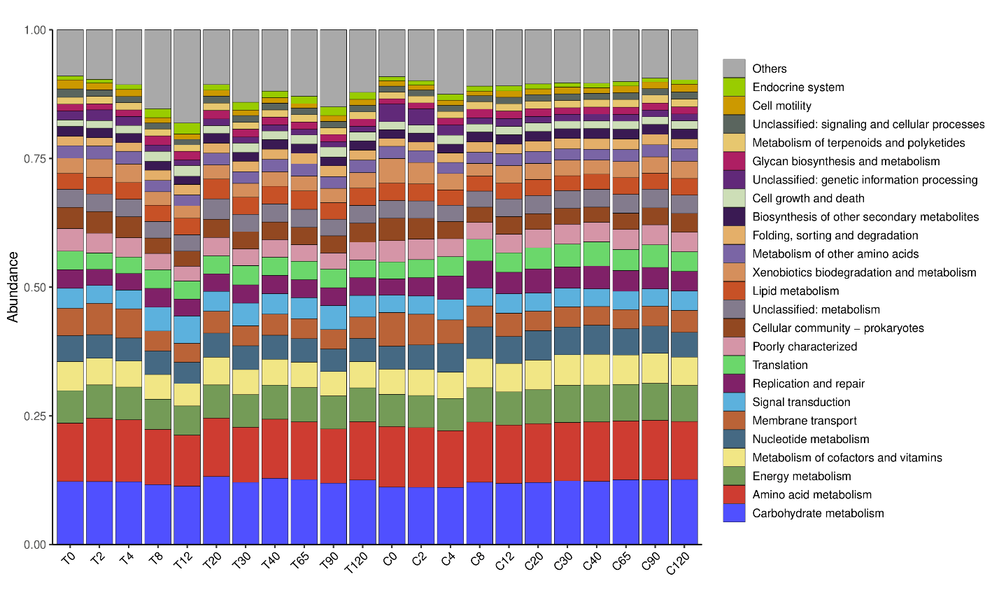 1.00
0.75
0.50
0.25
0.00
Abundance
T0 T2 T4 T8 T12 T20 T30 T40 T65 T90 T120 C0 C2 C4 C8 C12 C20 C30 C40 C65 C90 C120
Others
Endocrine system
Cell motility
Unclassified: signaling and cellular processes
Metabolism of terpenoids and polyketides
Glycan biosynthesis and metabolism
Unclassified: genetic information processing
Cell growth and death
Biosynthesis of other secondary metabolites
Folding, sorting and degradation
Metabolism of other amino acids
Xenobiotics biodegradation and metabolism
Lipid metabolism
Unclassified: metabolism
Cellular community − prokaryotes
Poorly characterized
Translation
Replication and repair
Signal transduction
Membrane transport
Nucleotide metabolism
Metabolism of cofactors and vitamins
Energy metabolism
Amino acid metabolism
Carbohydrate metabolism